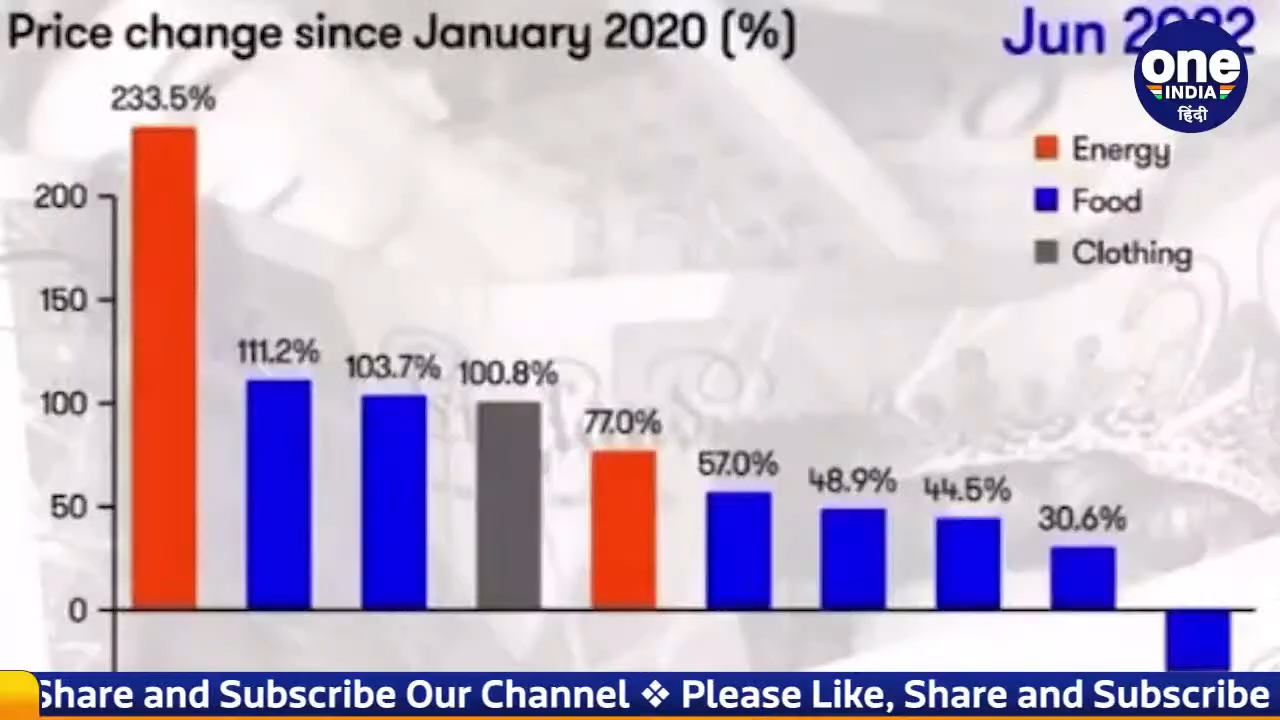 Price change since January 2020 (%)
Jun
one
INDIA
हिंदी
233.5%
Energy
200
Food
Clothing
150
111.2%
103.7%
100.8%
100
77.0%
57.0%
48.9%
44.5%
50
30.6%
0
Share and Subscribe Our Channel ❖ Please Like, Share and Subscribe